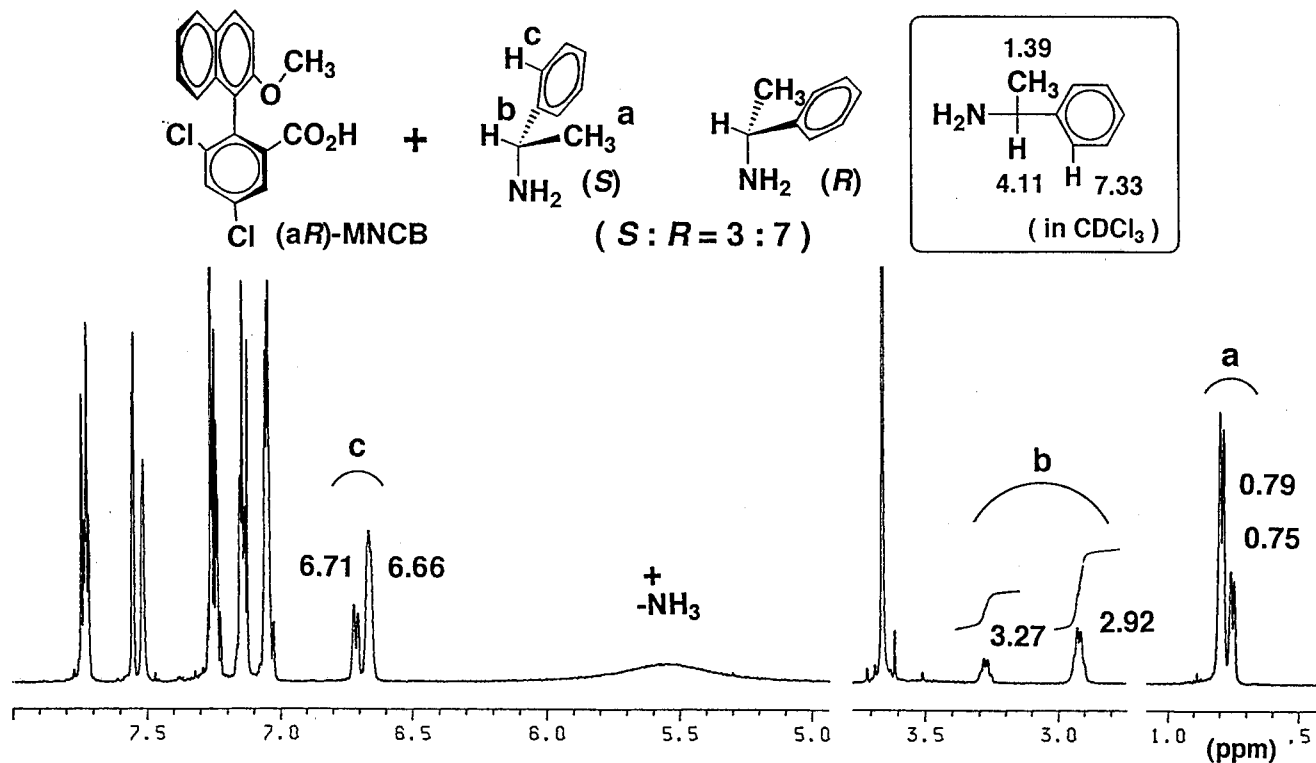 c
1.39
CH3
O CH3
H
b
a
CH3
CH3
H2N
Cl
CO2H
+
H
CH3
H
H
H
NH2
(S)
NH2
(R)
4.11
7.33
Cl
(aR)-MNCB
( S : R = 3 : 7 )
( in CDCl3 )
a
c
b
0.79
0.75
6.71
6.66
+
-NH3
3.27
2.92
7.5 7.0 6.5 6.0 5.5 5.0 3.5 3.0 1.0 .5
(ppm)